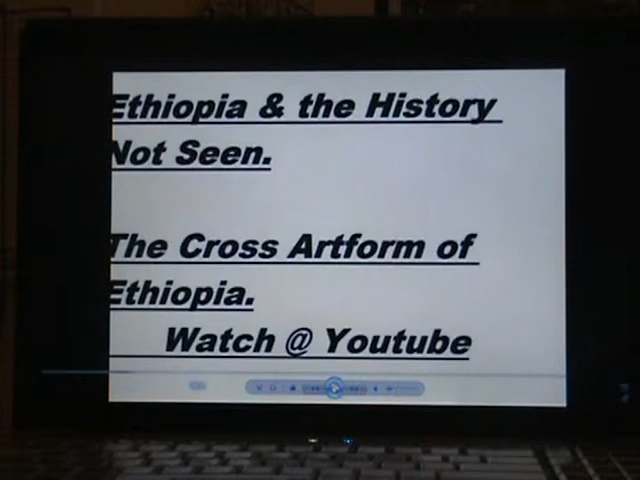 Ethiopia & the History
Not Seen.
The Cross Artform of
Ethiopia.
Watch @ Youtube